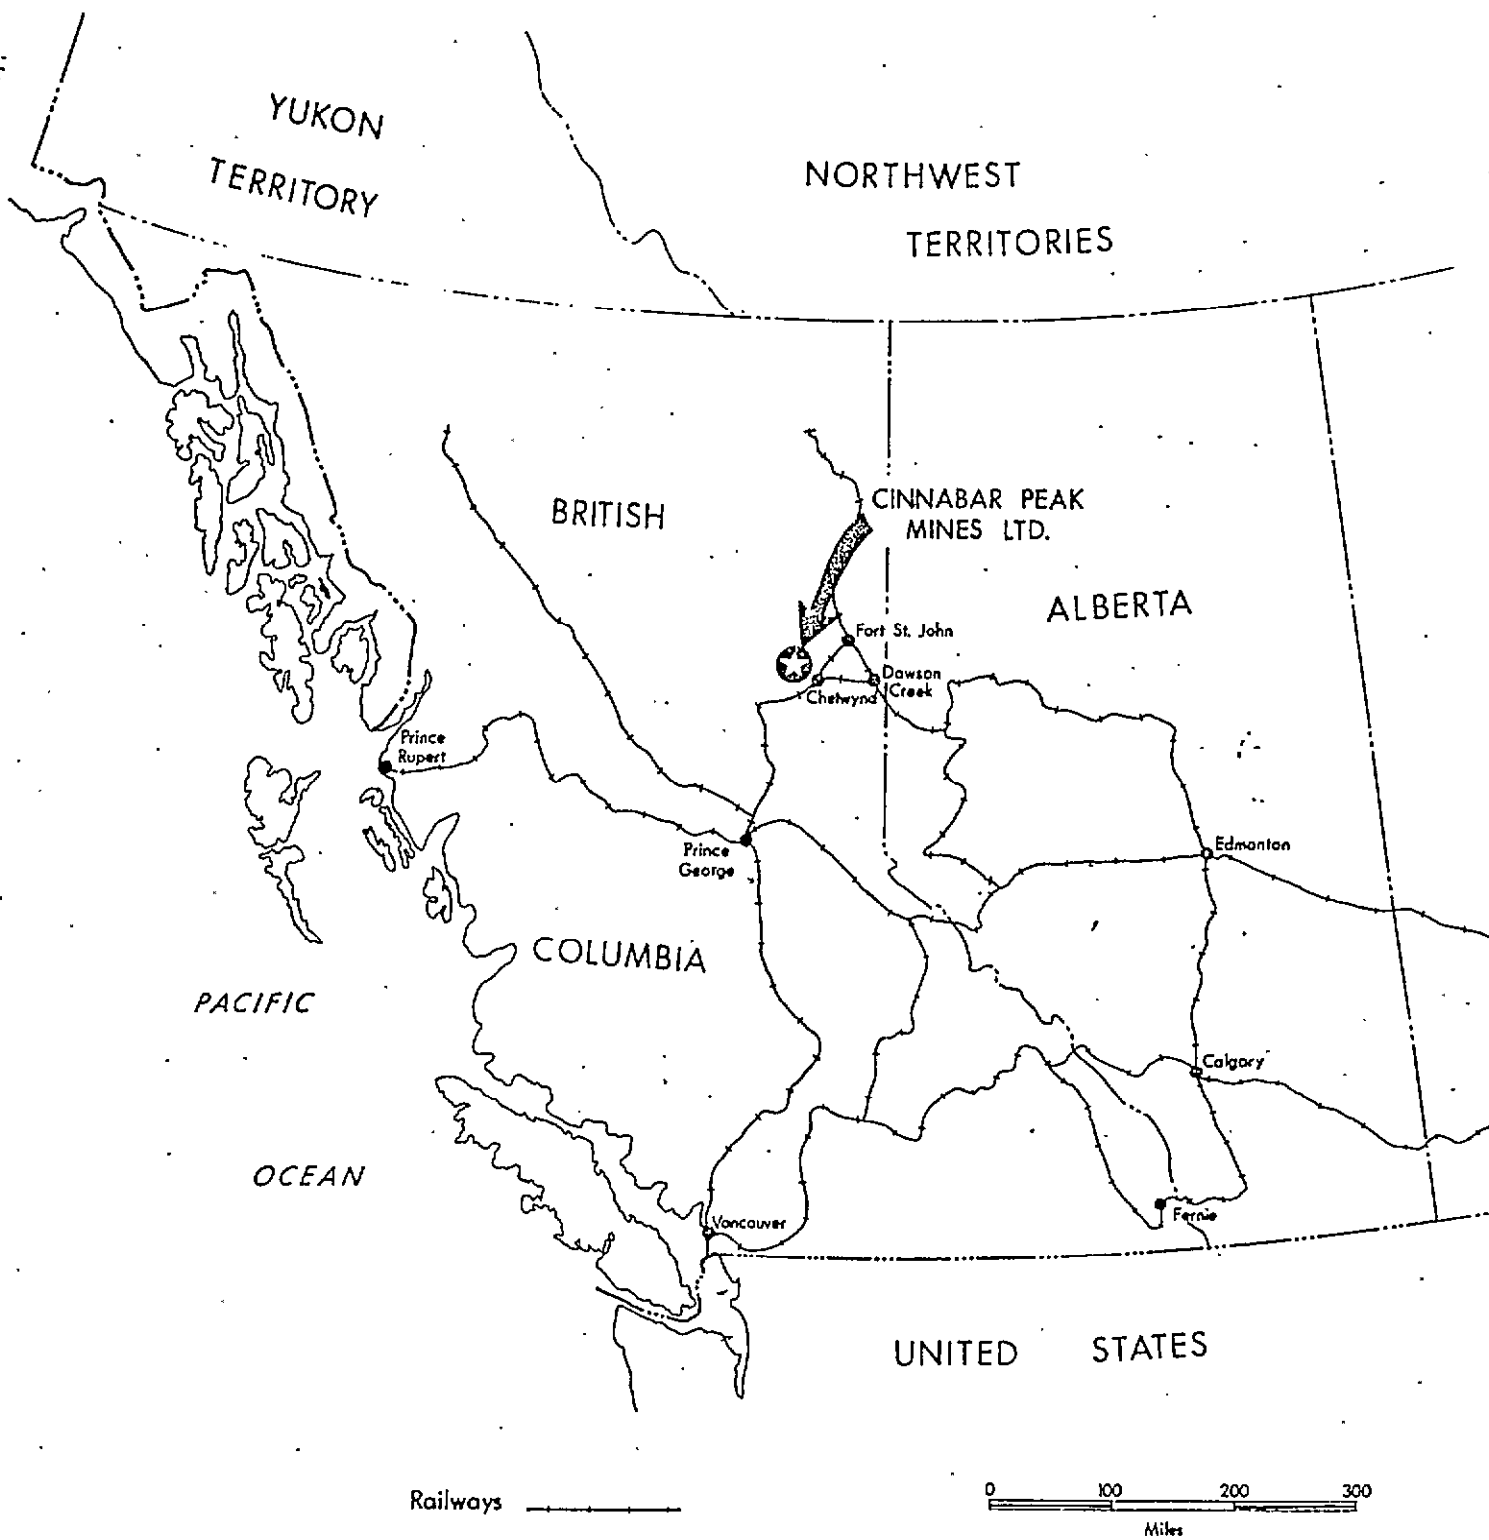 YUKON
TERRITORY
NORTHWEST
TERRITORIES
BRITISH
CINNABAR PEAK
MINES LTD.
ALBERTA
Fort St. John
Dawson
Creek
Chetwynd
Prince
Rupert
Prince
George
Edmonton
COLUMBIA
PACIFIC
Calgary
OCEAN
Vancouver
Fernie
UNITED STATES
Railways
0 100 200 300
Miles